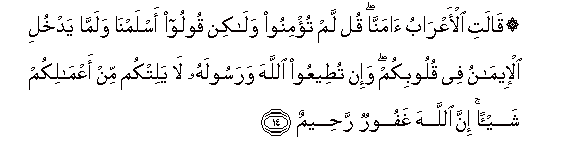 ۞ قَالَتِ ٱلْأَعْرَابُ ءَامَنَّا ۖ قُل لَّمْ تُؤْمِنُوا۟ وَلَـٰكِن قُولُوٓا۟ أَسْلَمْنَا وَلَمَّا يَدْخُلِ
ٱلْإِيمَـٰنُ فِى قُلُوبِكُمْ ۖ وَإِن تُطِيعُوا۟ ٱللَّهَ وَرَسُولَهُۥ لَا يَلِتْكُم مِّنْ أَعْمَـٰلِكُمْ
شَيْـًٔا ۚ إِنَّ ٱللَّهَ غَفُورٌ رَّحِيمٌ ١٤